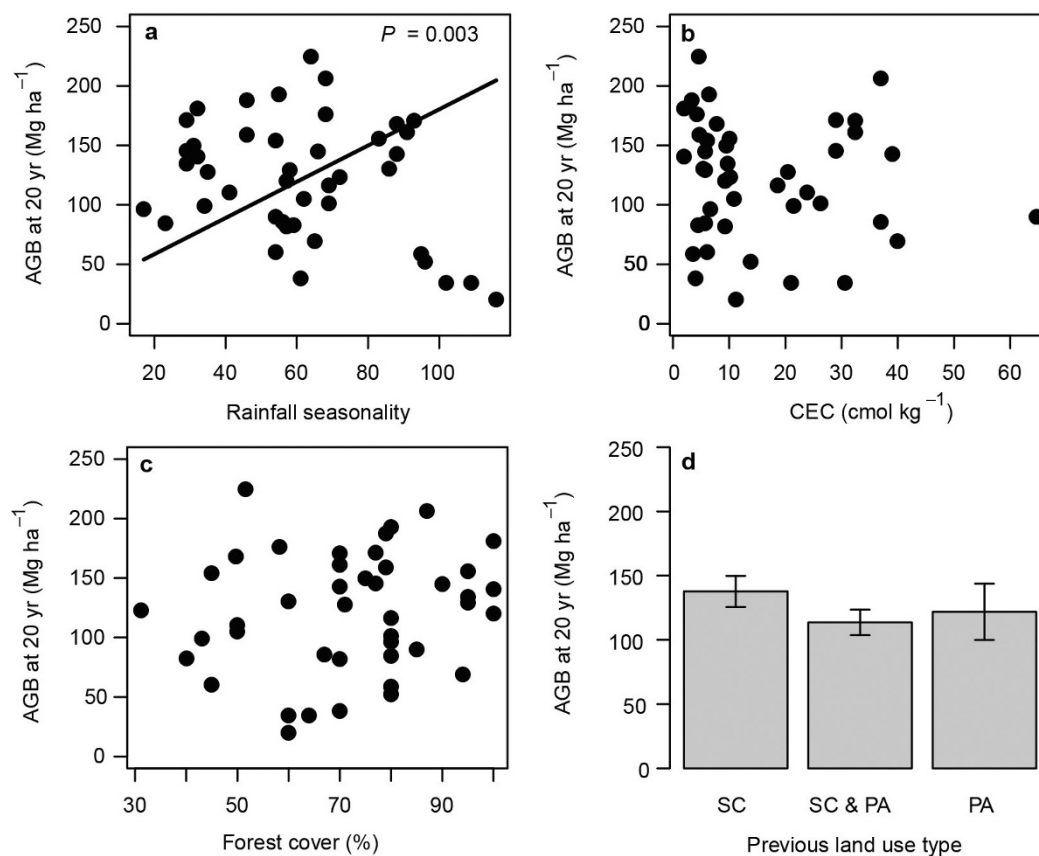 a
P = 0.003
AGB at 20 yr (Mg ha −1)
250
200
150
100
50
0
20 40 60 80 100
Rainfall seasonality
b
AGB at 20 yr (Mg ha −1)
250
200
150
100
50
0
0 10 20 30 40 50 60
CEC (cmol kg −1)
c
AGB at 20 yr (Mg ha −1)
250
200
150
100
50
0
30 50 70 90
Forest cover (%)
d
AGB at 20 yr (Mg ha −1)
250
200
150
100
50
0
SC SC & PA PA
Previous land use type